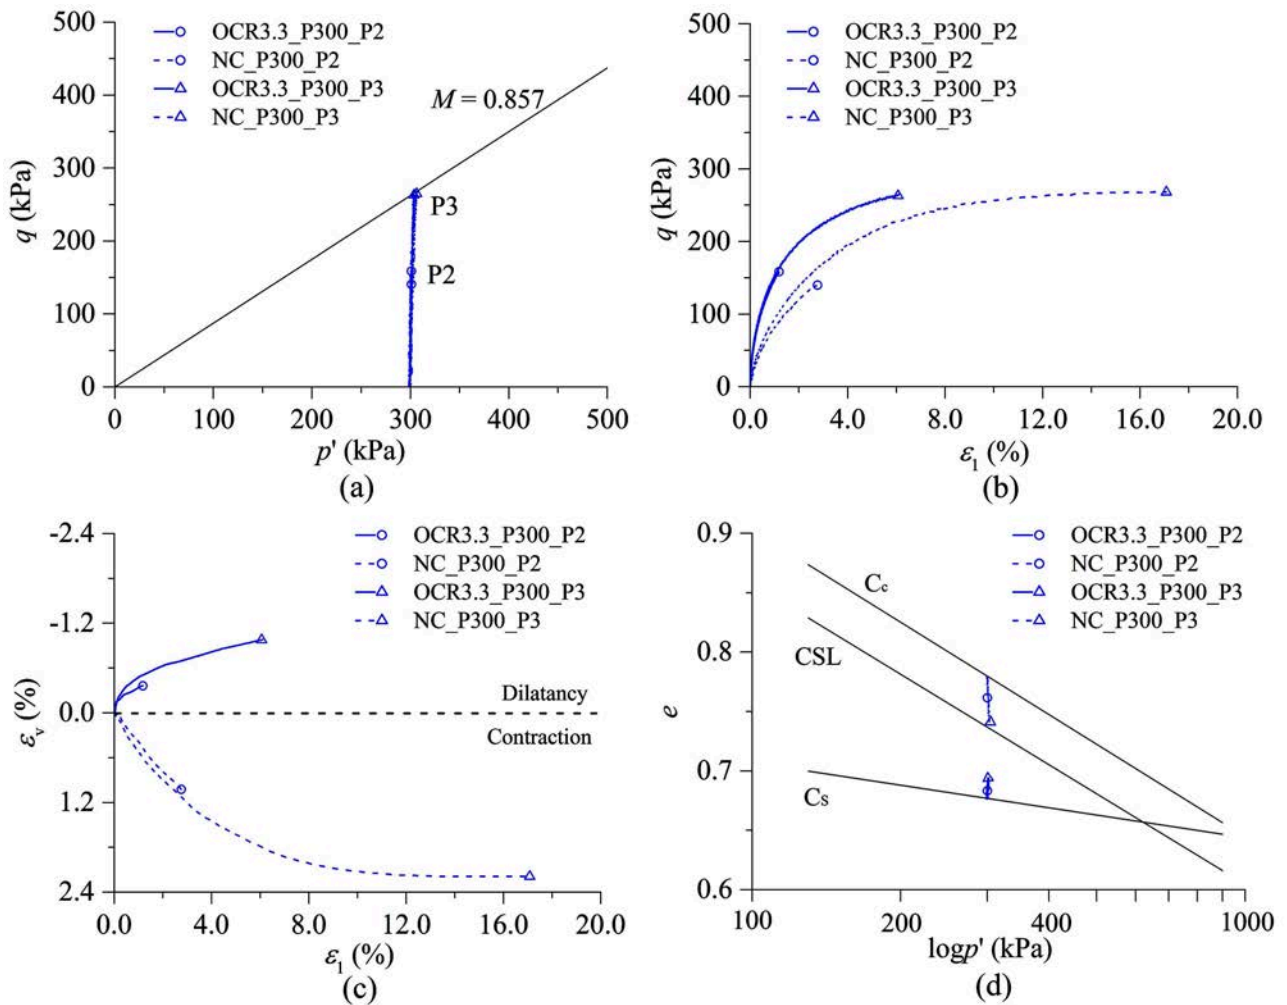 500
400
300
200
100
0
q (kPa)
OCR3.3_P300_P2
NC_P300_P2
OCR3.3_P300_P3
NC_P300_P3
M = 0.857
P3
P2
0 100 200 300 400 500
p' (kPa)
(a)
500
400
300
200
100
0
q (kPa)
OCR3.3_P300_P2
NC_P300_P2
OCR3.3_P300_P3
NC_P300_P3
0.0 4.0 8.0 12.0 16.0 20.0
ε1 (%)
(b)
-2.4
-1.2
0.0
1.2
2.4
εv (%)
OCR3.3_P300_P2
NC_P300_P2
OCR3.3_P300_P3
NC_P300_P3
Dilatancy
Contraction
0.0 4.0 8.0 12.0 16.0 20.0
ε1 (%)
(c)
0.9
0.8
0.7
0.6
e
OCR3.3_P300_P2
NC_P300_P2
OCR3.3_P300_P3
NC_P300_P3
Cc
CSL
Cs
100 200 400 1000
logp' (kPa)
(d)